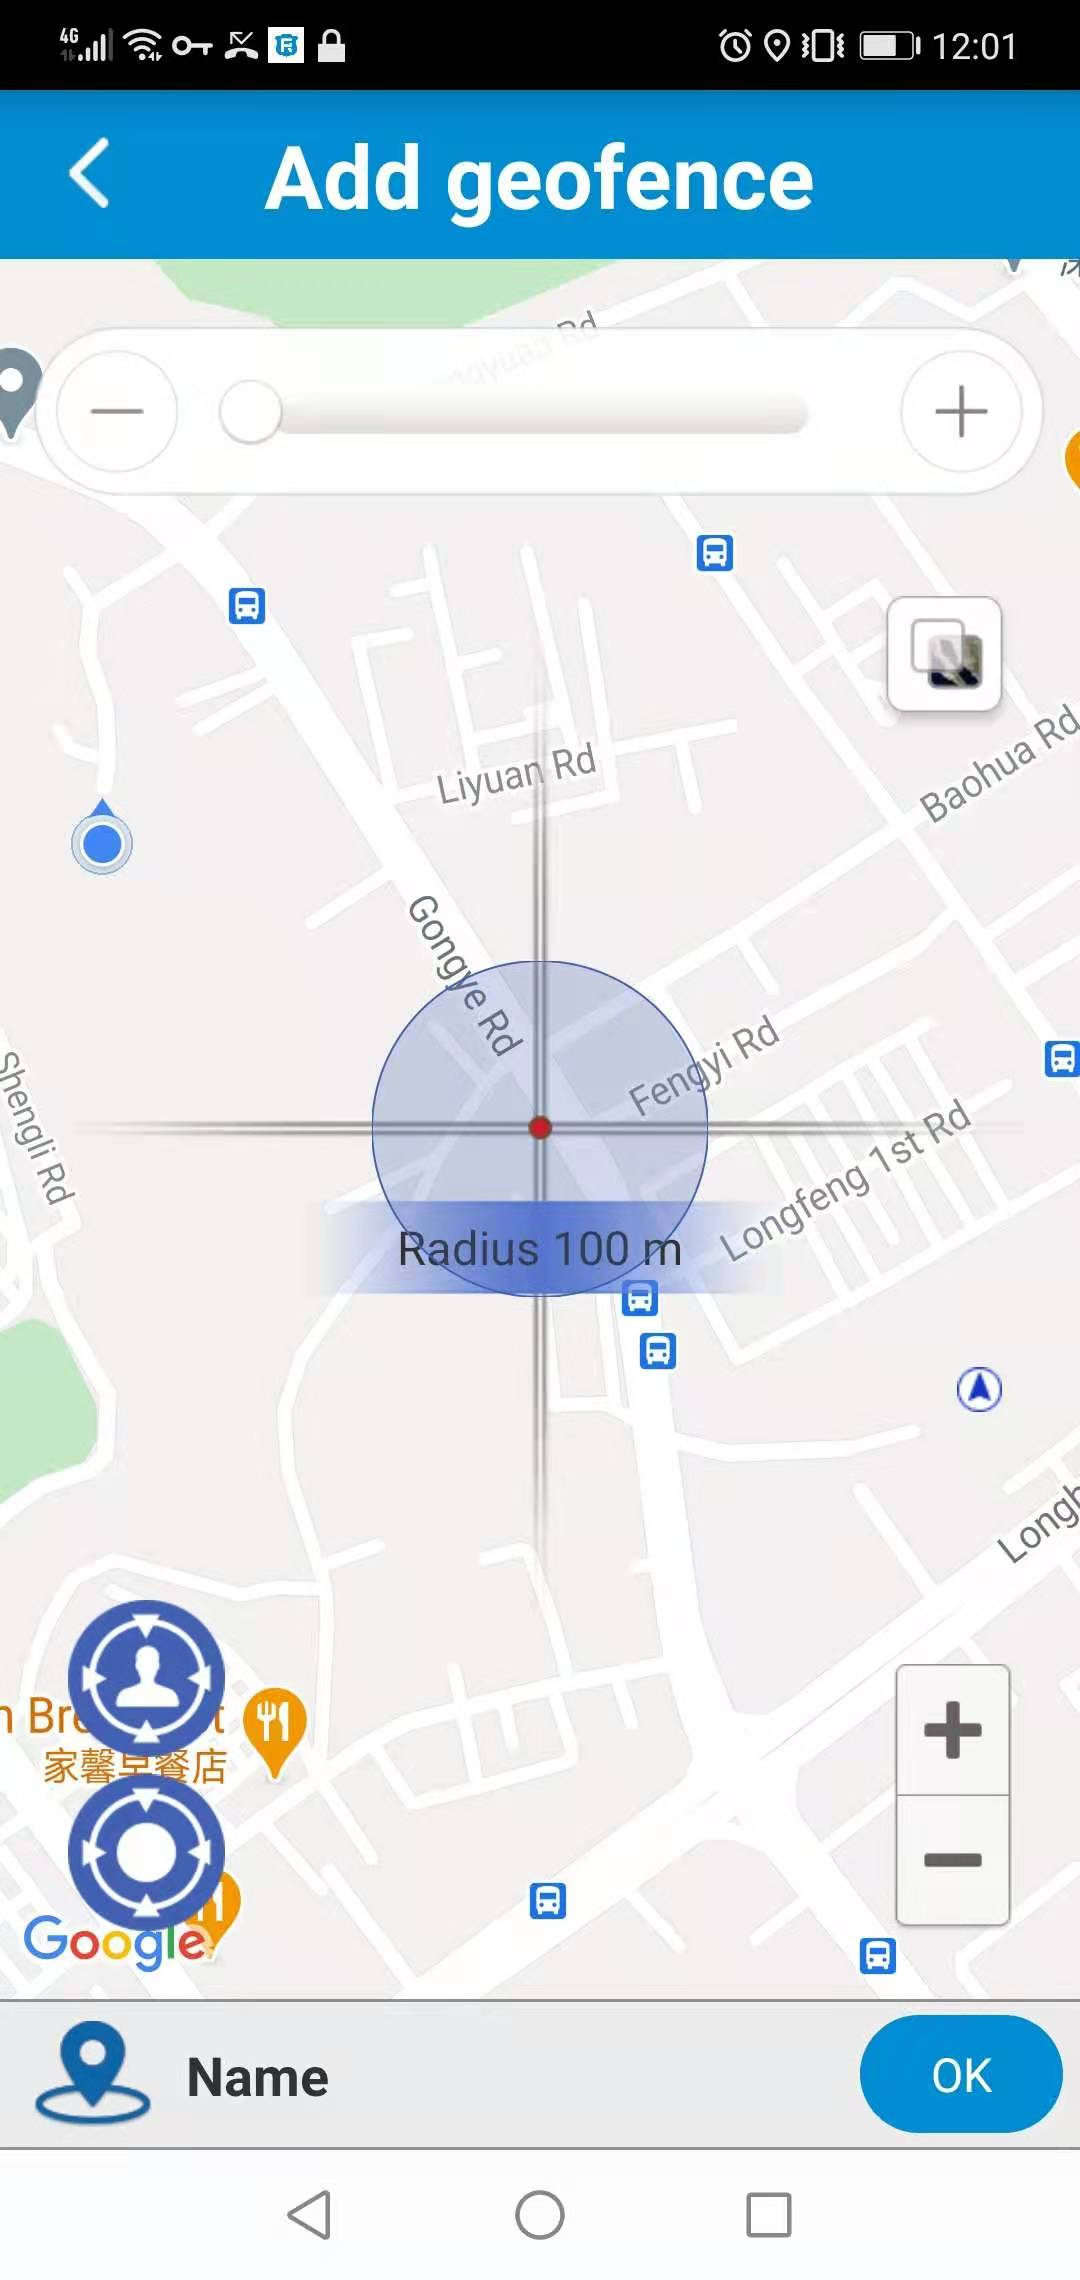 4G
12:01
Add geofence
Liyuan Rd
Baohua Rd
Gongye Rd
Fengyi Rd
Shengli Rd
Longfeng 1st Rd
Radius 100 m
家馨早餐店
Google
Name
OK